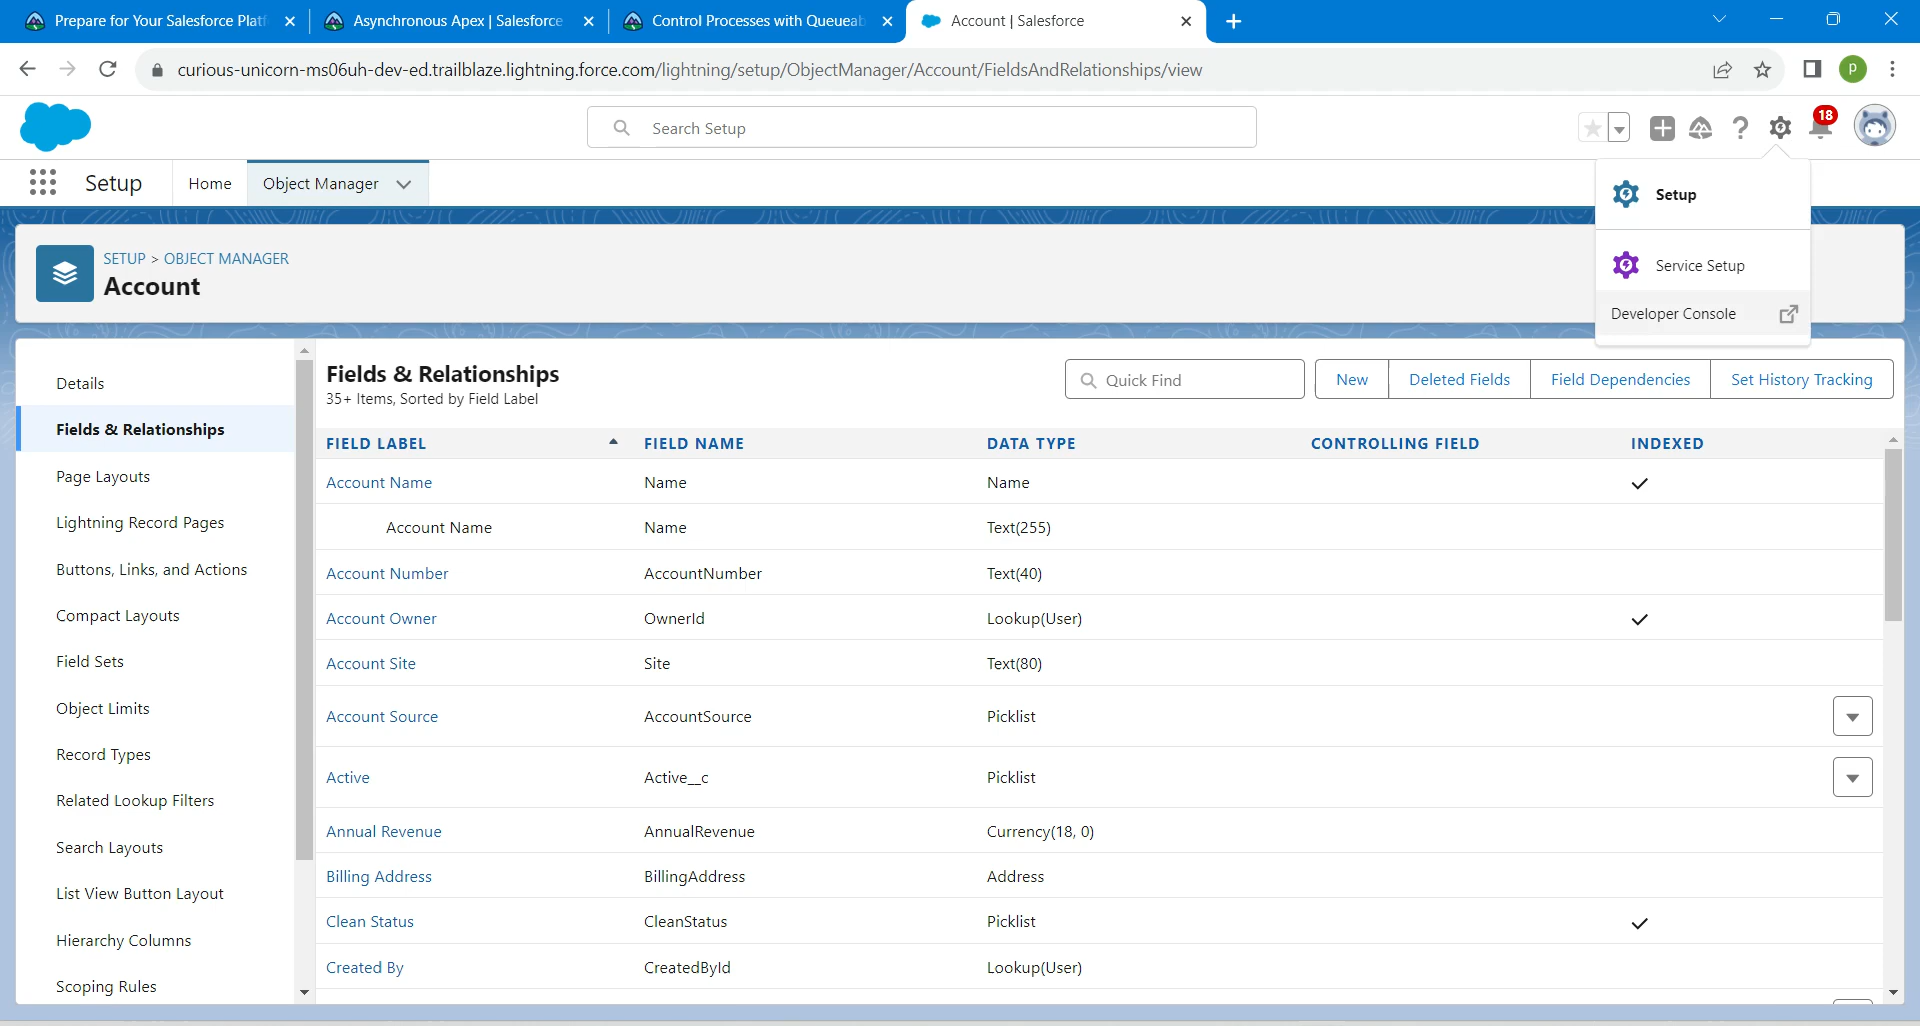 Prepare for Your Salesforce Platf
Asynchronous Apex | Salesforce
Control Processes with Queueab
Account | Salesforce
curious-unicorn-ms06uh-dev-ed.trailblaze.lightning.force.com/lightning/setup/ObjectManager/Account/FieldsAndRelationships/view
P
Search Setup
18
Setup
Home
Object Manager
Setup
Service Setup
Developer Console
SETUP > OBJECT MANAGER
Account
Details
Fields & Relationships
Page Layouts
Lightning Record Pages
Buttons, Links, and Actions
Compact Layouts
Field Sets
Object Limits
Record Types
Related Lookup Filters
Search Layouts
List View Button Layout
Hierarchy Columns
Scoping Rules
Fields & Relationships
35+ Items, Sorted by Field Label
Quick Find
New
Deleted Fields
Field Dependencies
Set History Tracking
FIELD LABEL FIELD NAME DATA TYPE CONTROLLING FIELD INDEXED
Account Name Name Name
Account Name Name Text(255)
Account Number AccountNumber Text(40)
Account Owner OwnerId Lookup(User)
Account Site Site Text(80)
Account Source AccountSource Picklist
Active Active__c Picklist
Annual Revenue AnnualRevenue Currency(18, 0)
Billing Address BillingAddress Address
Clean Status CleanStatus Picklist
Created By CreatedById Lookup(User)